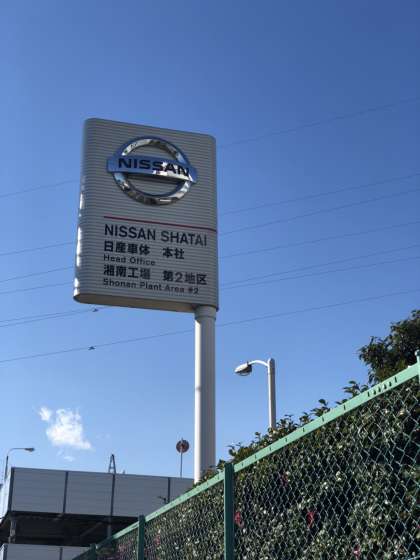 NISSAN
NISSAN SHATAI
日産車体 本社
Head Office
湘南工場 第2地区
Shonan Plant Area #2